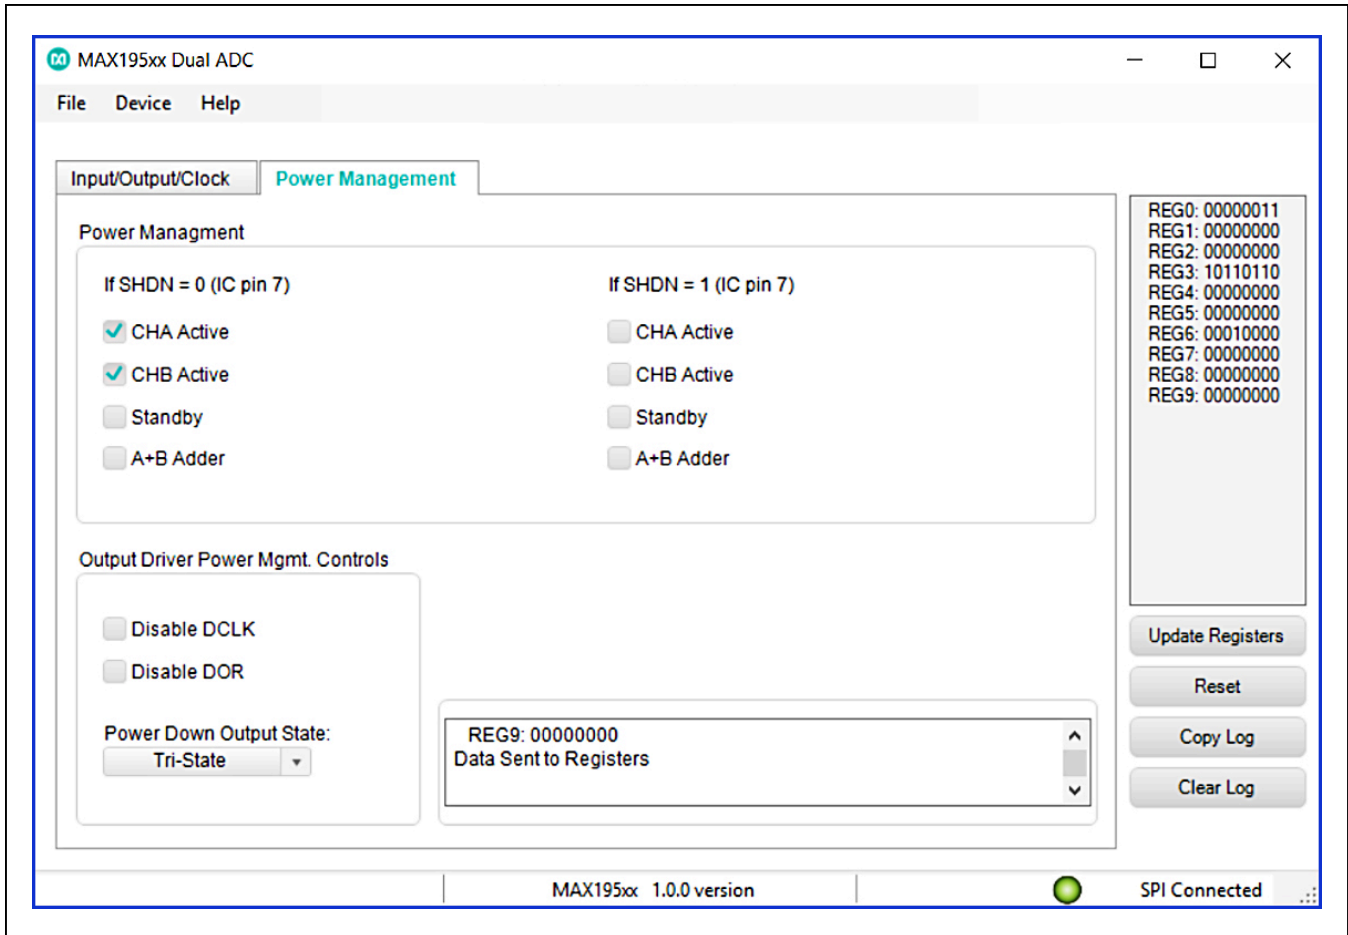 MAX195xx Dual ADC
File Device Help
Input/Output/Clock Power Management
Power Managment
If SHDN = 0 (IC pin 7)
CHA Active
CHB Active
Standby
A+B Adder
If SHDN = 1 (IC pin 7)
CHA Active
CHB Active
Standby
A+B Adder
Output Driver Power Mgmt. Controls
Disable DCLK
Disable DOR
Power Down Output State:
Tri-State
REG9: 00000000
Data Sent to Registers
REG0: 00000011
REG1: 00000000
REG2: 00000000
REG3: 10110110
REG4: 00000000
REG5: 00000000
REG6: 00010000
REG7: 00000000
REG8: 00000000
REG9: 00000000
Update Registers
Reset
Copy Log
Clear Log
MAX195xx 1.0.0 version
SPI Connected